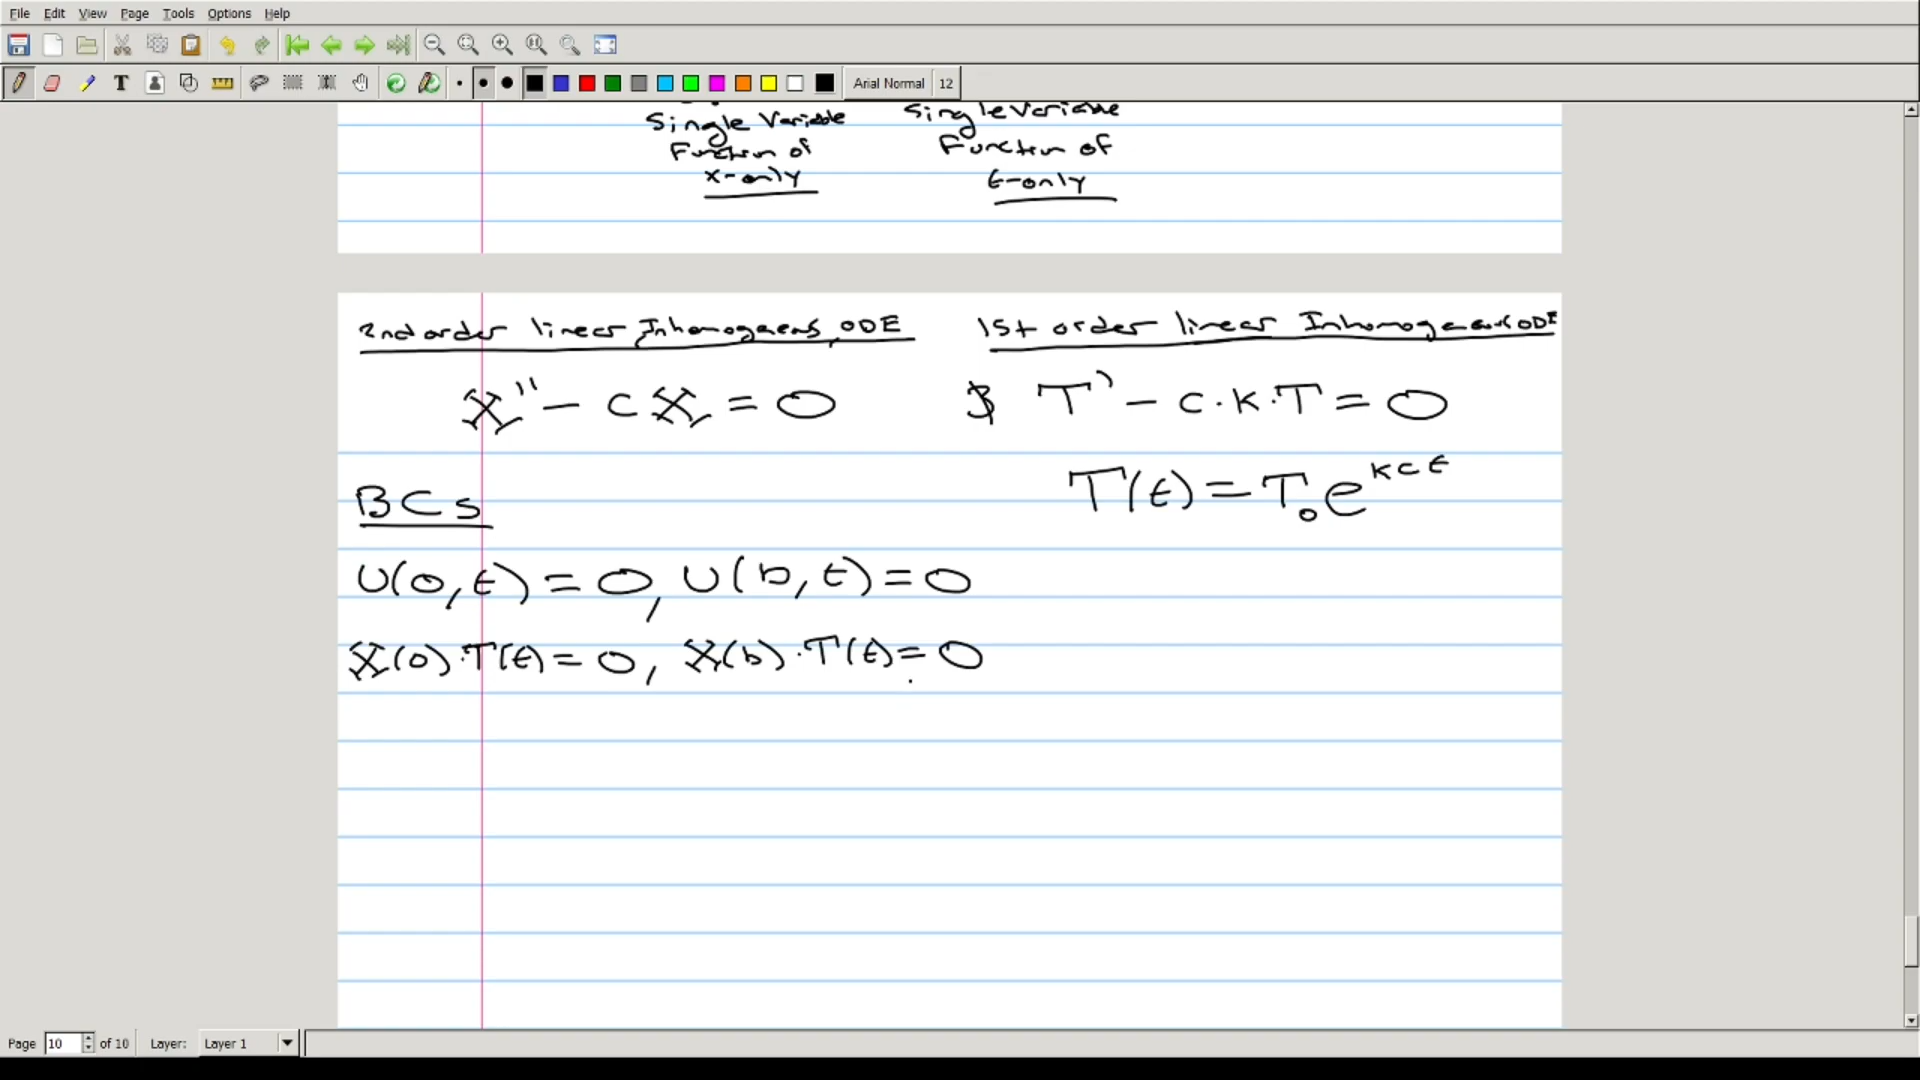 File Edit View Page Tools Options Help
Arial Normal 12
Single Variable
Function of
x-only
Single Variable
Function of
t-only
2nd order linear Inhomogeneous ODE
1st order linear Inhomogeneous ODE
X'' - cX = 0
& T' - c·k·T = 0
T(t) = T₀e^{kct}
BCs
U(0,t) = 0, U(b,t) = 0
X(0)·T(t) = 0, X(b)·T(t) = 0
Page 10 of 10 Layer: Layer 1